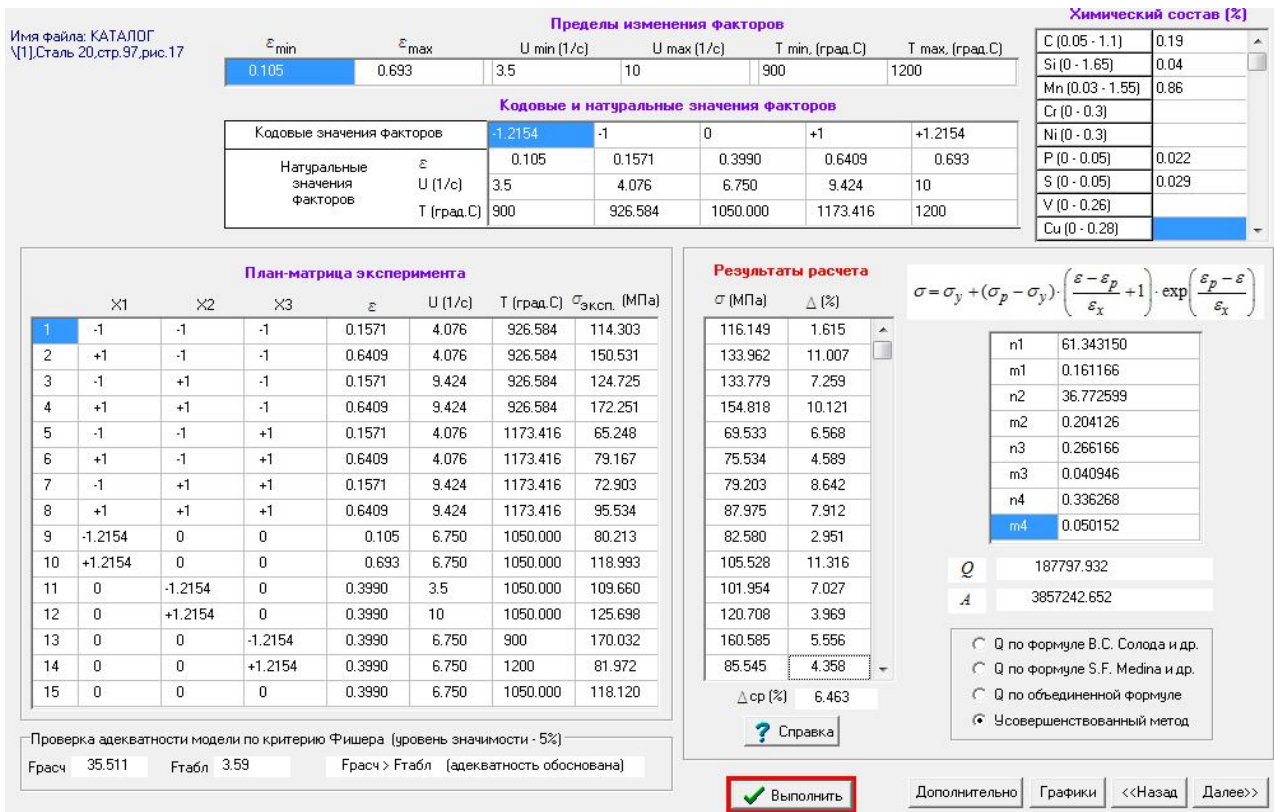 Имя файла: КАТАЛОГ
\[1],Сталь 20,стр.97,рис.17
Пределы изменения факторов
ε min ε max U min (1/c) U max (1/c) T min, (град.С) T max, (град.С)
0.105 0.693 3.5 10 900 1200
Химический состав (%)
C (0.05 - 1.1) 0.19
Si (0 - 1.65) 0.04
Mn (0.03 - 1.55) 0.86
Cr (0 - 0.3)
Ni (0 - 0.3)
P (0 - 0.05) 0.022
S (0 - 0.05) 0.029
V (0 - 0.26)
Cu (0 - 0.28)
Кодовые и натуральные значения факторов
Кодовые значения факторов -1.2154 -1 0 +1 +1.2154
Натуральные значения факторов
ε 0.105 0.1571 0.3990 0.6409 0.693
U (1/c) 3.5 4.076 6.750 9.424 10
T (град.С) 900 926.584 1050.000 1173.416 1200
План-матрица эксперимента
X1 X2 X3 ε U (1/c) T (град.С) σэксп. (МПа)
1 -1 -1 -1 0.1571 4.076 926.584 114.303
2 +1 -1 -1 0.6409 4.076 926.584 150.531
3 -1 +1 -1 0.1571 9.424 926.584 124.725
4 +1 +1 -1 0.6409 9.424 926.584 172.251
5 -1 -1 +1 0.1571 4.076 1173.416 65.248
6 +1 -1 +1 0.6409 4.076 1173.416 79.167
7 -1 +1 +1 0.1571 9.424 1173.416 72.903
8 +1 +1 +1 0.6409 9.424 1173.416 95.534
9 -1.2154 0 0 0.105 6.750 1050.000 80.213
10 +1.2154 0 0 0.693 6.750 1050.000 118.993
11 0 -1.2154 0 0.3990 3.5 1050.000 109.660
12 0 +1.2154 0 0.3990 10 1050.000 125.698
13 0 0 -1.2154 0.3990 6.750 900 170.032
14 0 0 +1.2154 0.3990 6.750 1200 81.972
15 0 0 0 0.3990 6.750 1050.000 118.120
Проверка адекватности модели по критерию Фишера (уровень значимости - 5%)
Fрасч 35.511 Fтабл 3.59 Fрасч > Fтабл (адекватность обоснована)
Результаты расчета
σ (МПа) Δ (%)
116.149 1.615
133.962 11.007
133.779 7.259
154.818 10.121
69.533 6.568
75.534 4.589
79.203 8.642
87.975 7.912
82.580 2.951
105.528 11.316
101.954 7.027
120.708 3.969
160.585 5.556
85.545 4.358
Δср (%) 6.463
? Справка
σ = σy + (σp − σy) · ((ε − εp)/εx + 1) · exp((εp − ε)/εx)
n1 61.343150
m1 0.161166
n2 36.772599
m2 0.204126
n3 0.266166
m3 0.040946
n4 0.336268
m4 0.050152
Q 187797.932
A 3857242.652
Q по формуле В.С. Солода и др.
Q по формуле S.F. Medina и др.
Q по объединенной формуле
Усовершенствованный метод
Выполнить Дополнительно Графики <<Назад Далее>>